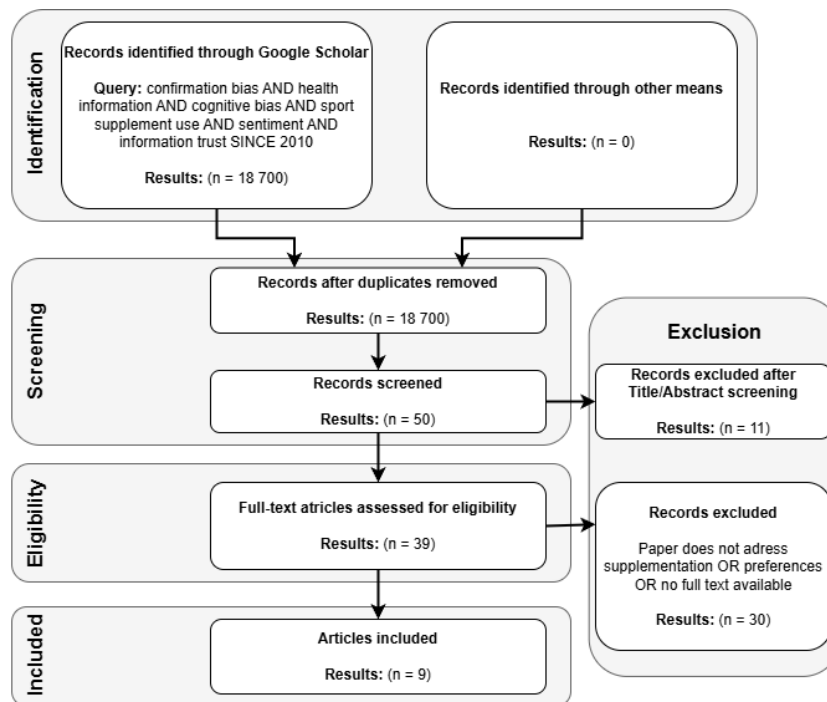 Identification
Records identified through Google Scholar
Query: confirmation bias AND health
information AND cognitive bias AND sport
supplement use AND sentiment AND
information trust SINCE 2010
Results: (n = 18 700)
Records identified through other means
Results: (n = 0)
Screening
Records after duplicates removed
Results: (n = 18 700)
Records screened
Results: (n = 50)
Exclusion
Records excluded after
Title/Abstract screening
Results: (n = 11)
Eligibility
Full-text atricles assessed for eligibility
Results: (n = 39)
Records excluded
Paper does not adress
supplementation OR preferences
OR no full text available
Results: (n = 30)
Included
Articles included
Results: (n = 9)